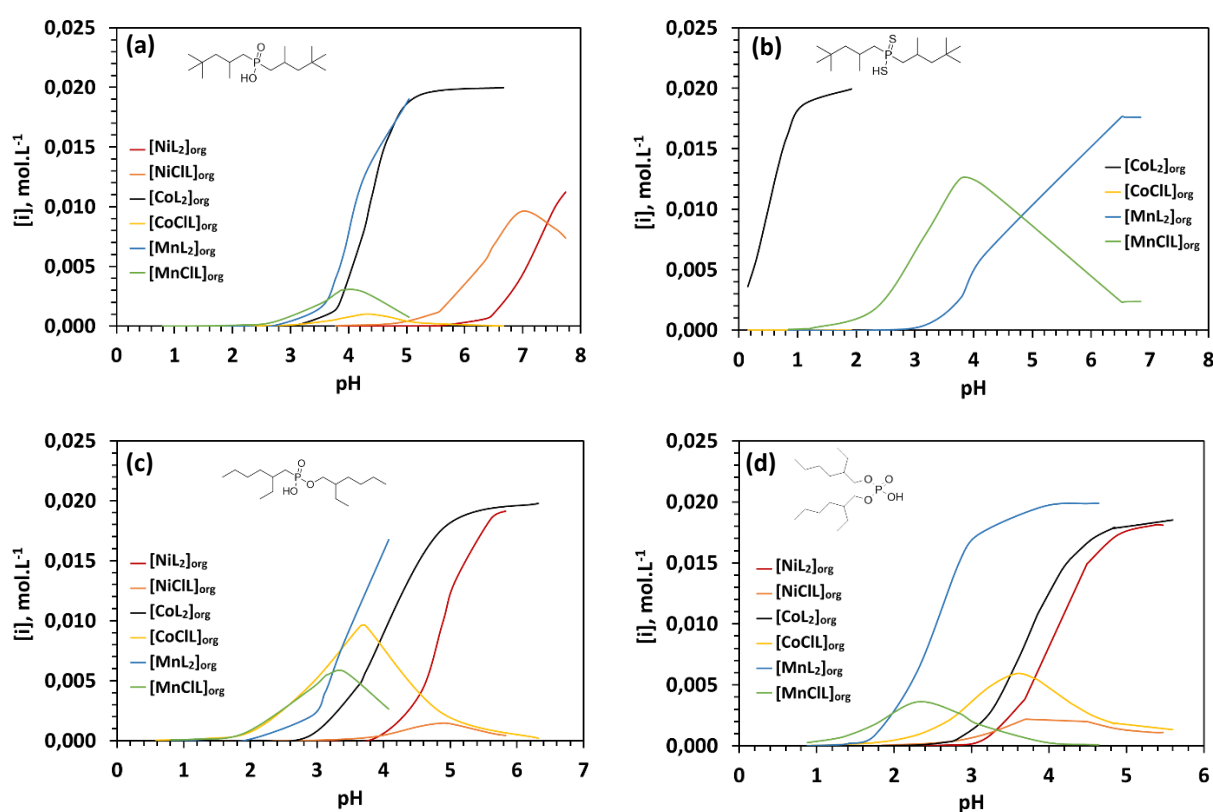 (a)
O
P
HO
0,025
0,020
0,015
0,010
0,005
0,000
[i], mol.L⁻¹
[NiL₂]org
[NiClL]org
[CoL₂]org
[CoClL]org
[MnL₂]org
[MnClL]org
0 1 2 3 4 5 6 7 8
pH
(b)
S
P
HS
0,025
0,020
0,015
0,010
0,005
0,000
[i], mol.L⁻¹
[CoL₂]org
[CoClL]org
[MnL₂]org
[MnClL]org
0 1 2 3 4 5 6 7 8
pH
(c)
O
P
HO O
0,025
0,020
0,015
0,010
0,005
0,000
[i], mol.L⁻¹
[NiL₂]org
[NiClL]org
[CoL₂]org
[CoClL]org
[MnL₂]org
[MnClL]org
0 1 2 3 4 5 6 7
pH
(d)
O O
P
O OH
0,025
0,020
0,015
0,010
0,005
0,000
[i], mol.L⁻¹
[NiL₂]org
[NiClL]org
[CoL₂]org
[CoClL]org
[MnL₂]org
[MnClL]org
0 1 2 3 4 5 6
pH